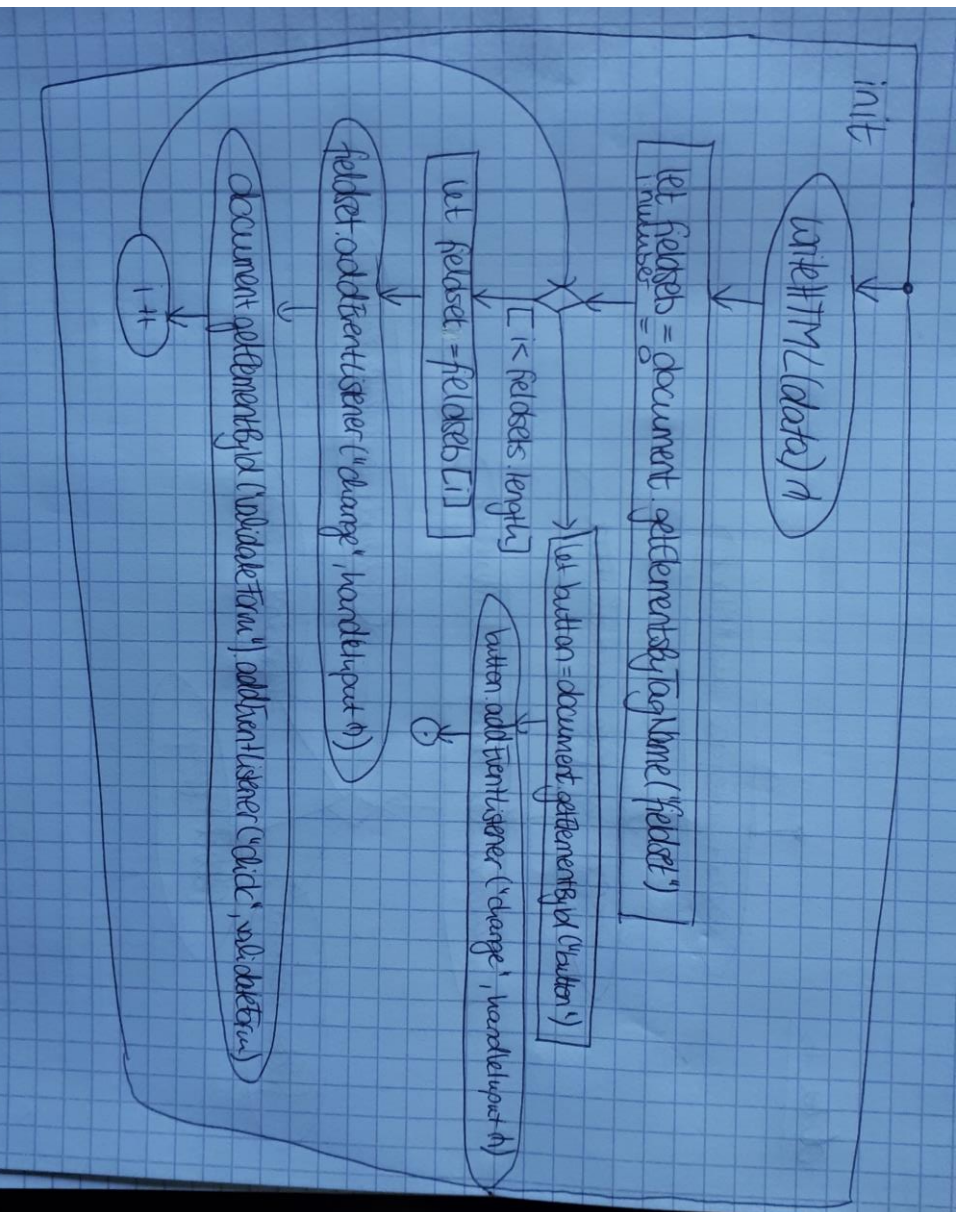 init
writeHTML(data)
let fieldsets = document.getElementsByTagName("fieldset")
i number = 0
[i < fieldsets.length]
let button = document.getElementById("button")
button.addEventListener("change", handleInput)
let fieldset = fieldsets[i]
fieldset.addEventListener("change", handleInput)
document.getElementById("validateForm").addEventListener("click", validateForm)
i++